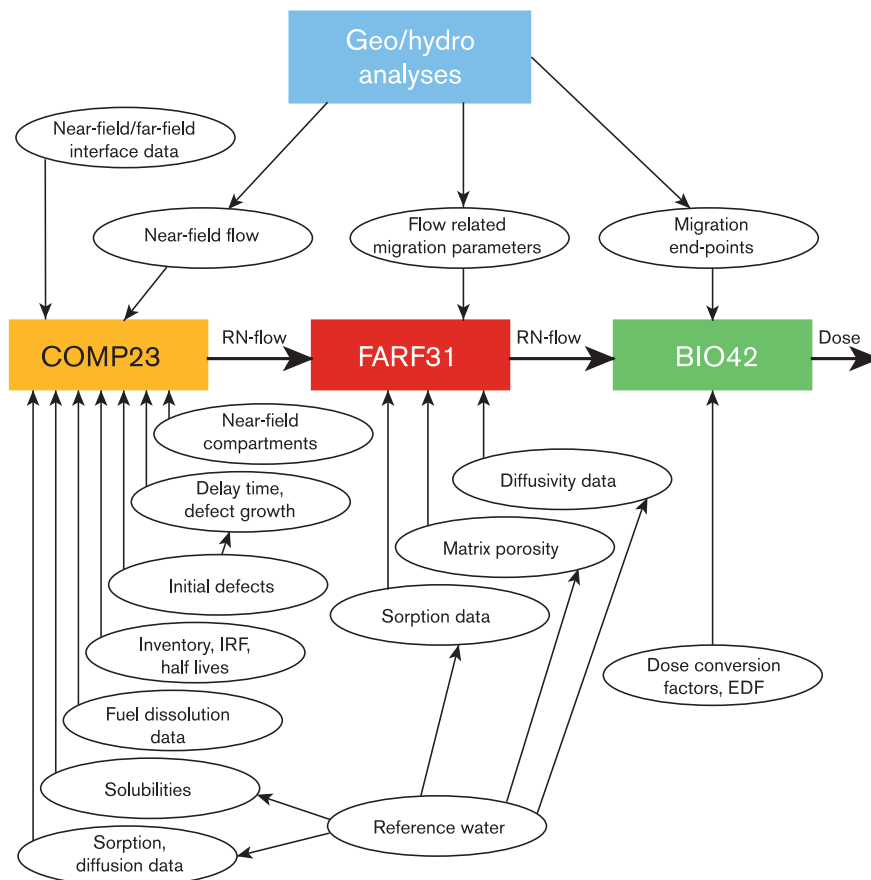 Geo/hydro
analyses
Near-field/far-field
interface data
Near-field flow
Flow related
migration parameters
Migration
end-points
COMP23
RN-flow
FARF31
RN-flow
BIO42
Dose
Near-field
compartments
Delay time,
defect growth
Diffusivity data
Matrix porosity
Initial defects
Sorption data
Inventory, IRF,
half lives
Dose conversion
factors, EDF
Fuel dissolution
data
Solubilities
Reference water
Sorption,
diffusion data